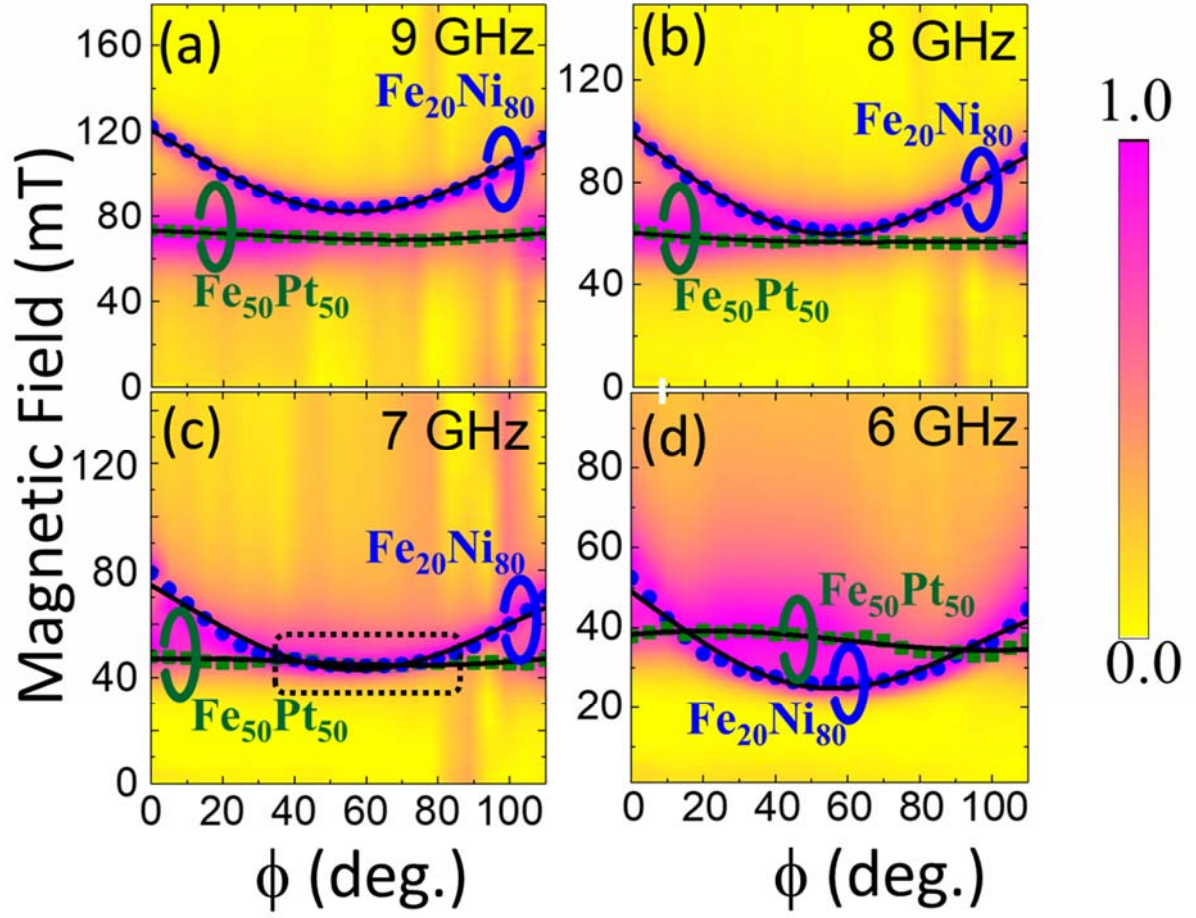 (a) 9 GHz
Fe₂₀Ni₈₀
Fe₅₀Pt₅₀
160
120
80
40
0
(b) 8 GHz
Fe₂₀Ni₈₀
Fe₅₀Pt₅₀
120
80
40
0
1.0
0.0
Magnetic Field (mT)
(c) 7 GHz
Fe₂₀Ni₈₀
Fe₅₀Pt₅₀
120
80
40
0
0 20 40 60 80 100
ϕ (deg.)
(d) 6 GHz
Fe₅₀Pt₅₀
Fe₂₀Ni₈₀
80
60
40
20
0 20 40 60 80 100
ϕ (deg.)